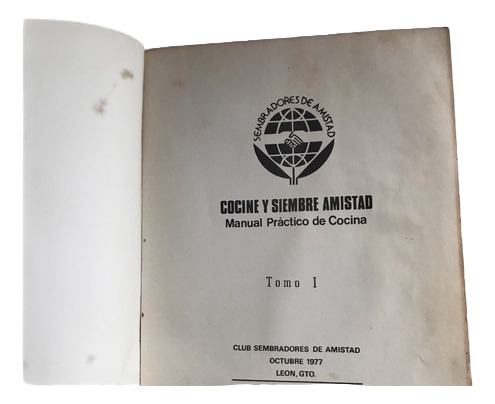 SEMBRADORES DE AMISTAD
COCINE Y SIEMBRE AMISTAD
Manual Práctico de Cocina
Tomo I
CLUB SEMBRADORES DE AMISTAD
OCTUBRE 1977
LEON, GTO.